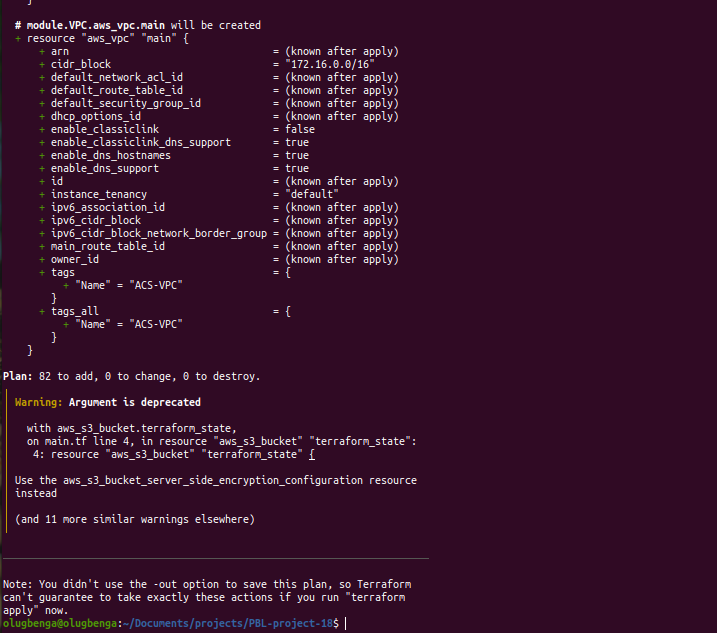 }
# module.VPC.aws_vpc.main will be created
+ resource "aws_vpc" "main" {
+ arn = (known after apply)
+ cidr_block = "172.16.0.0/16"
+ default_network_acl_id = (known after apply)
+ default_route_table_id = (known after apply)
+ default_security_group_id = (known after apply)
+ dhcp_options_id = (known after apply)
+ enable_classiclink = false
+ enable_classiclink_dns_support = true
+ enable_dns_hostnames = true
+ enable_dns_support = true
+ id = (known after apply)
+ instance_tenancy = "default"
+ ipv6_association_id = (known after apply)
+ ipv6_cidr_block = (known after apply)
+ ipv6_cidr_block_network_border_group = (known after apply)
+ main_route_table_id = (known after apply)
+ owner_id = (known after apply)
+ tags = {
+ "Name" = "ACS-VPC"
}
+ tags_all = {
+ "Name" = "ACS-VPC"
}
}
Plan: 82 to add, 0 to change, 0 to destroy.
Warning: Argument is deprecated
with aws_s3_bucket.terraform_state,
on main.tf line 4, in resource "aws_s3_bucket" "terraform_state":
4: resource "aws_s3_bucket" "terraform_state" {
Use the aws_s3_bucket_server_side_encryption_configuration resource
instead
(and 11 more similar warnings elsewhere)
Note: You didn't use the -out option to save this plan, so Terraform
can't guarantee to take exactly these actions if you run "terraform
apply" now.
olugbenga@olugbenga:~/Documents/projects/PBL-project-18$